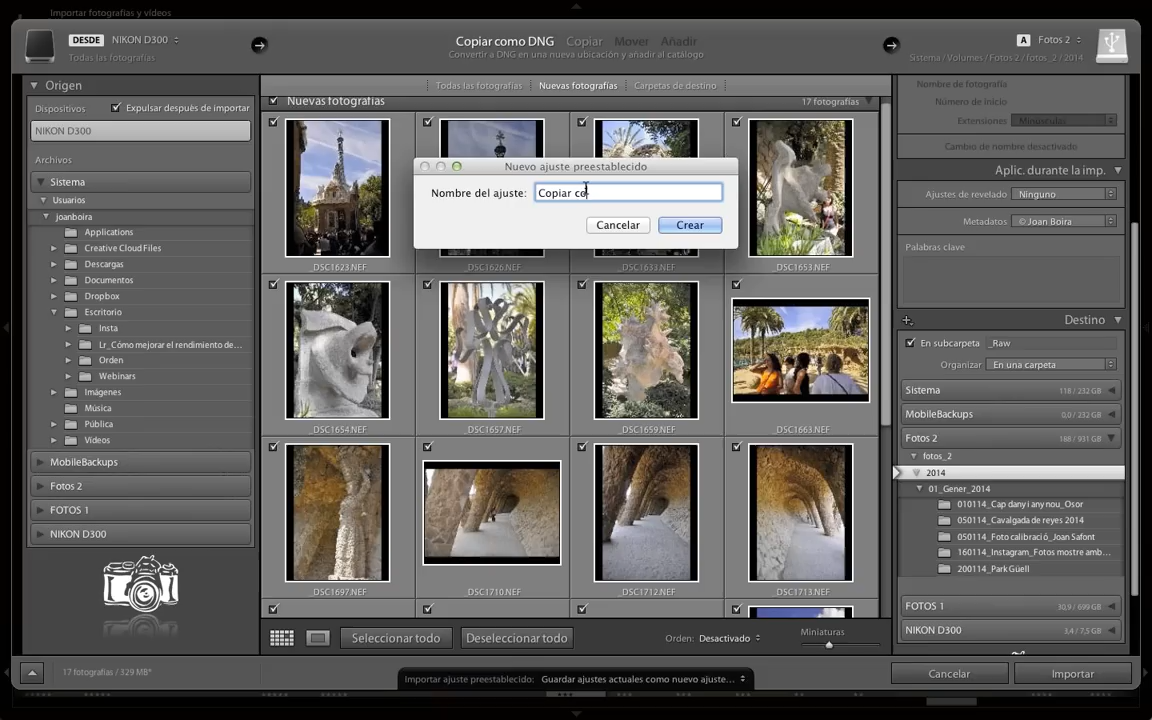 Importar fotografías y vídeos
DESDE NIKON D300
Todas las fotografías
Copiar como DNG Copiar Mover Añadir
Convertir a DNG en una nueva ubicación y añadir al catálogo
A Fotos 2
Sistema / Volumes / Fotos 2 / fotos_2 / 2014
Origen
Dispositivos Expulsar después de importar
NIKON D300
Archivos
Sistema
Usuarios
joanboira
Applications
Creative Cloud Files
Descargas
Documentos
Dropbox
Escritorio
Insta
Lr_Cómo mejorar el rendimiento de...
Orden
Webinars
Imágenes
Música
Pública
Vídeos
MobileBackups
Fotos 2
FOTOS 1
NIKON D300
Todas las fotografías Nuevas fotografías Carpetas de destino
Nuevas fotografías 17 fotografías
Nuevo ajuste preestablecido
Nombre del ajuste: Copiar co
Cancelar Crear
_DSC1623.NEF _DSC1626.NEF _DSC1633.NEF _DSC1653.NEF
_DSC1654.NEF _DSC1657.NEF _DSC1659.NEF _DSC1663.NEF
_DSC1697.NEF _DSC1710.NEF _DSC1712.NEF _DSC1713.NEF
Seleccionar todo Deseleccionar todo Orden: Desactivado Miniaturas
Nombre de fotografía
Número de inicio
Extensiones Minúsculas
Cambio de nombre desactivado
Aplic. durante la imp.
Ajustes de revelado Ninguno
Metadatos © Joan Boira
Palabras clave
Destino
En subcarpeta _Raw
Organizar En una carpeta
Sistema 118 / 232 GB
MobileBackups 0,0 / 232 GB
Fotos 2 188 / 931 GB
fotos_2
2014
01_Gener_2014
010114_Cap dany i any nou_Osor
050114_Cavalgada de reyes 2014
050114_Foto calibració_Joan Safont
160114_Instagram_Fotos mostre amb...
200114_Park Güell
FOTOS 1 30,9 / 699 GB
NIKON D300 3,4 / 7,5 GB
17 fotografías / 329 MB*
Importar ajuste preestablecido: Guardar ajustes actuales como nuevo ajuste...
Cancelar Importar